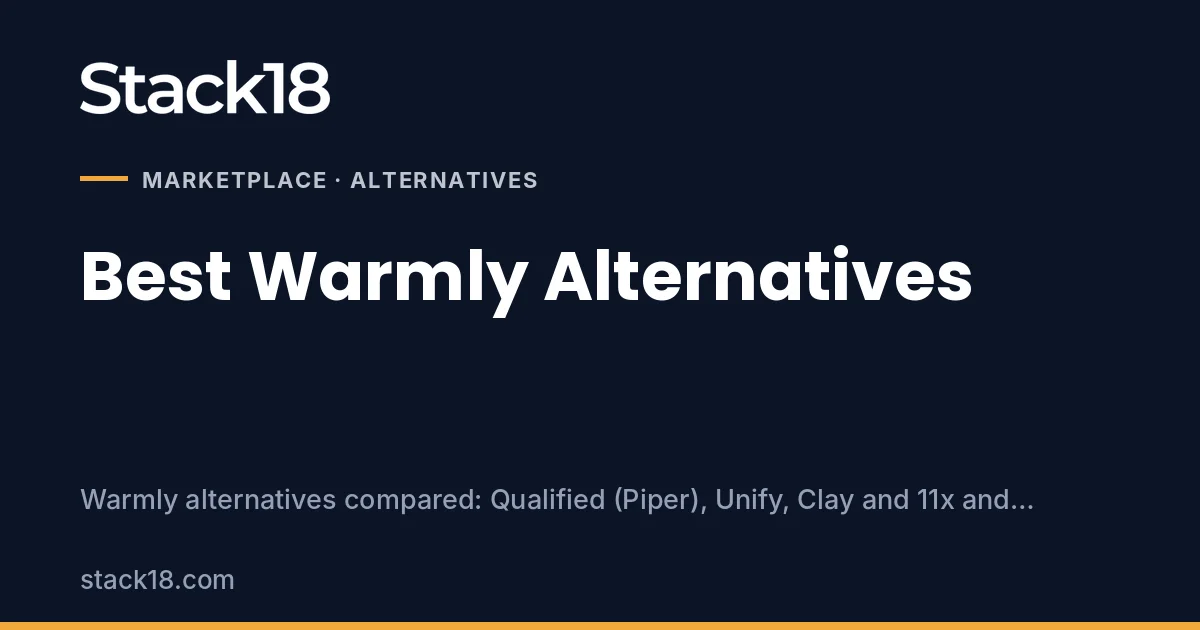 Stack18
MARKETPLACE · ALTERNATIVES
Best Warmly Alternatives
Warmly alternatives compared: Qualified (Piper), Unify, Clay and 11x and...
stack18.com